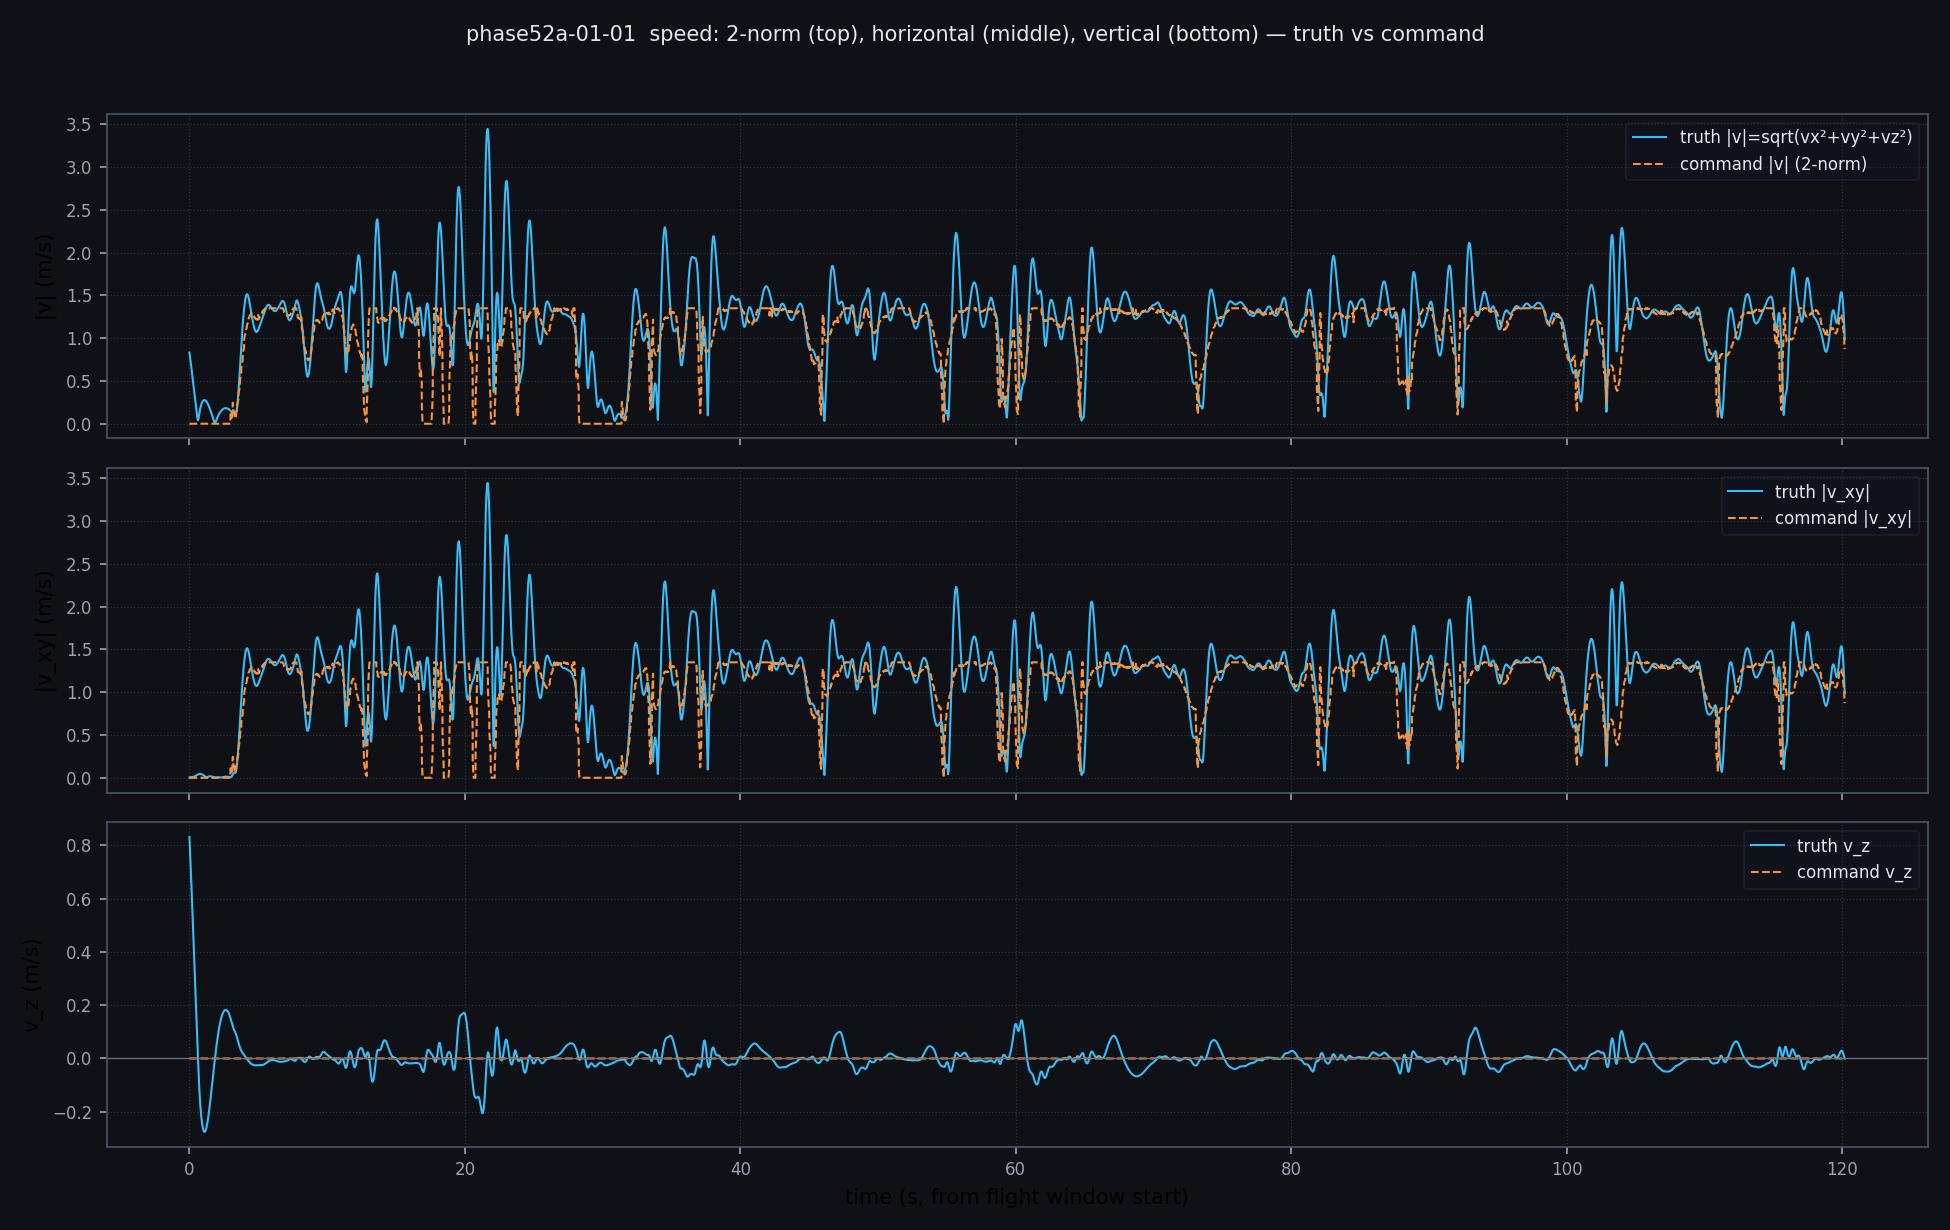 phase52a-01-01  speed: 2-norm (top), horizontal (middle), vertical (bottom) — truth vs command
|v| (m/s)
3.5
3.0
2.5
2.0
1.5
1.0
0.5
0.0
truth |v|=sqrt(vx²+vy²+vz²)
command |v| (2-norm)
|v_xy| (m/s)
3.5
3.0
2.5
2.0
1.5
1.0
0.5
0.0
truth |v_xy|
command |v_xy|
v_z (m/s)
0.8
0.6
0.4
0.2
0.0
−0.2
truth v_z
command v_z
0 20 40 60 80 100 120
time (s, from flight window start)